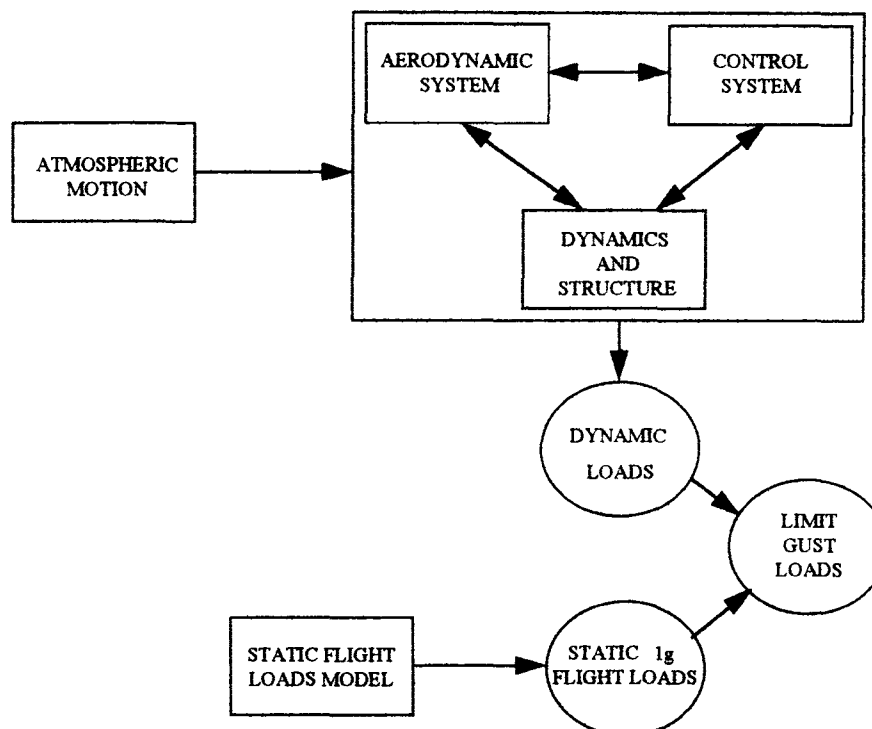 AERODYNAMIC
SYSTEM
CONTROL
SYSTEM
ATMOSPHERIC
MOTION
DYNAMICS
AND
STRUCTURE
DYNAMIC
LOADS
LIMIT
GUST
LOADS
STATIC FLIGHT
LOADS MODEL
STATIC 1g
FLIGHT LOADS